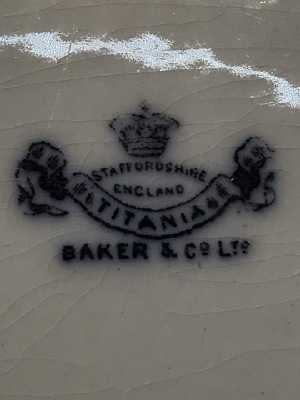 STAFFORDSHIRE
ENGLAND
TITANIA
BAKER & Co LTD